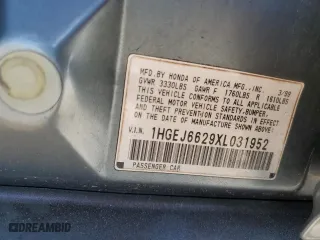 MFD. BY HONDA OF AMERICA MFG., INC. 3/99
GVWR 3330LBS GAWR F 1760LBS R 1610LBS
THIS VEHICLE CONFORMS TO ALL APPLICABLE
FEDERAL MOTOR VEHICLE SAFETY, BUMPER,
AND THEFT PREVENTION STANDARDS IN EFFECT
ON THE DATE OF MANUFACTURE SHOWN ABOVE.
V.I.N. 1HGEJ6629XL031952
PASSENGER CAR
DREAMBID